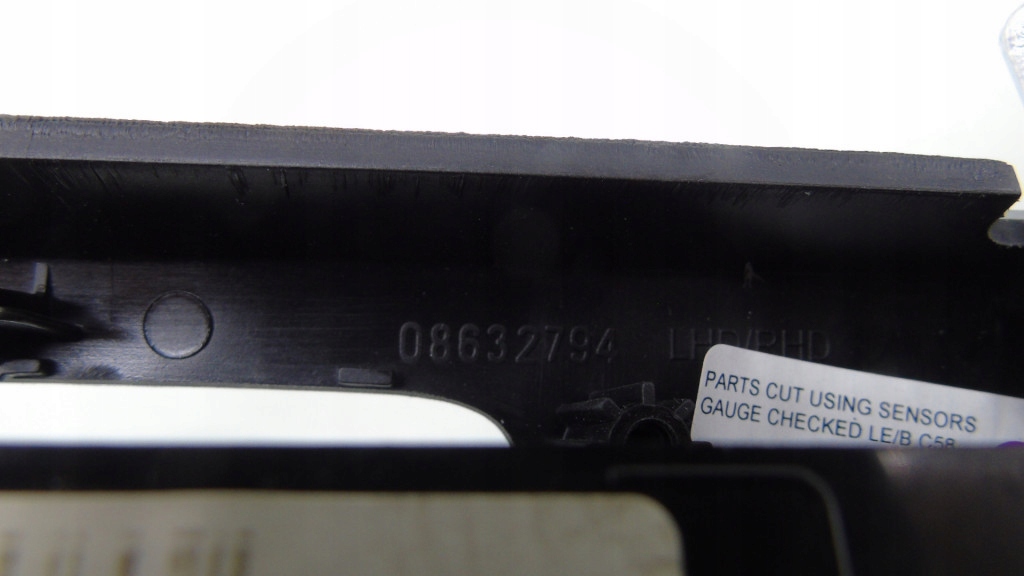 08632794 LHD/RHD
PARTS CUT USING SENSORS
GAUGE CHECKED LE/B C58